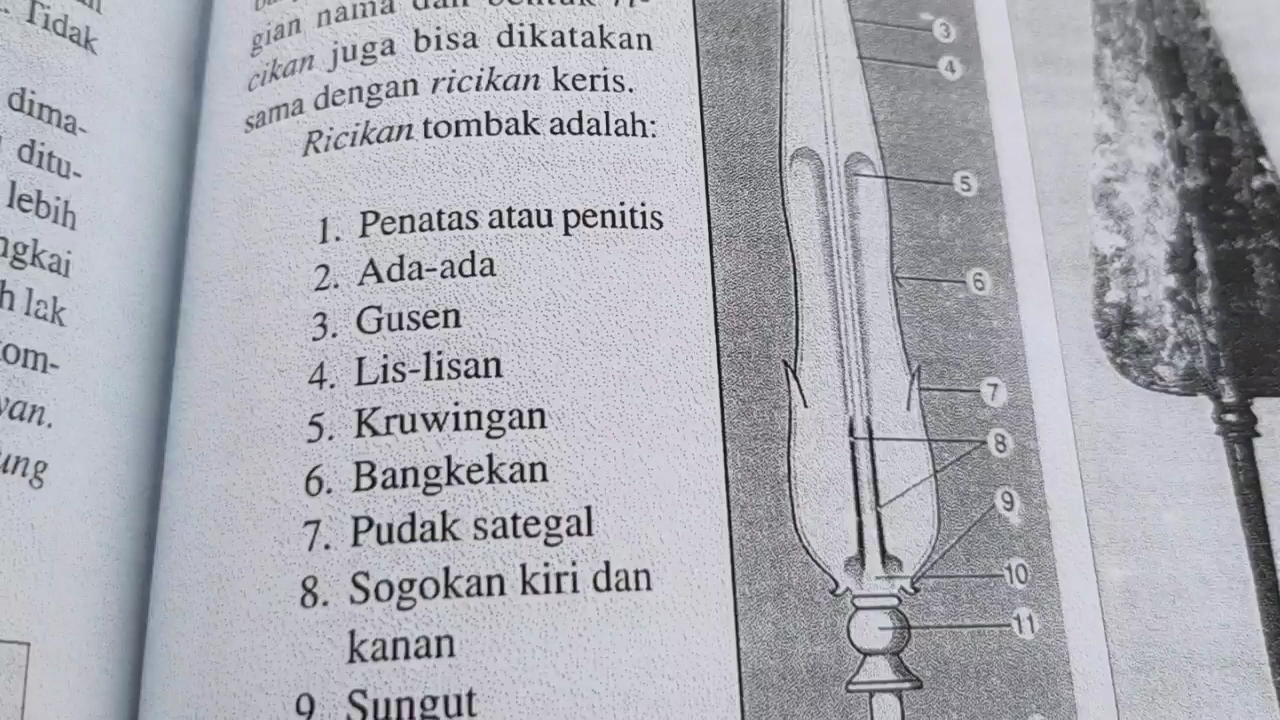 Tidak
dima-
ditu-
lebih
ngkai
h lak
om-
van.
ung
gian nama dan bentuk
cikan juga bisa dikatakan
sama dengan ricikan keris.
Ricikan tombak adalah:
1. Penatas atau penitis
2. Ada-ada
3. Gusen
4. Lis-lisan
5. Kruwingan
6. Bangkekan
7. Pudak sategal
8. Sogokan kiri dan
kanan
9 Sungut
3
4
5
6
7
8
9
10
11